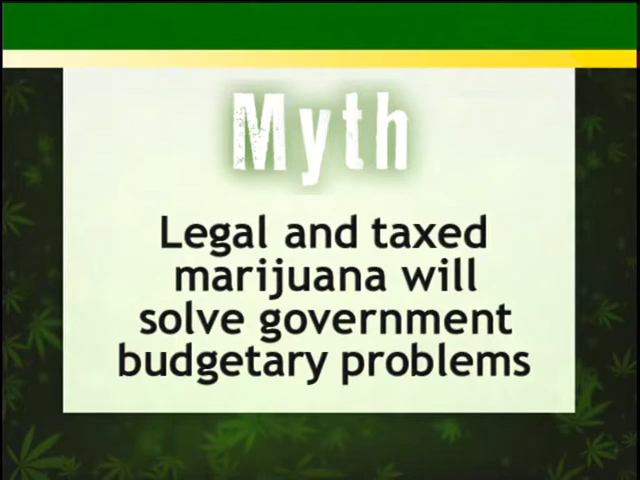 Myth
Legal and taxed
marijuana will
solve government
budgetary problems